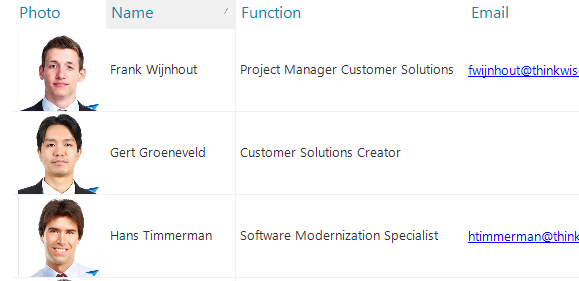 Photo Name Function Email
Frank Wijnhout Project Manager Customer Solutions fwijnhout@thinkwise
Gert Groeneveld Customer Solutions Creator
Hans Timmerman Software Modernization Specialist htimmerman@think